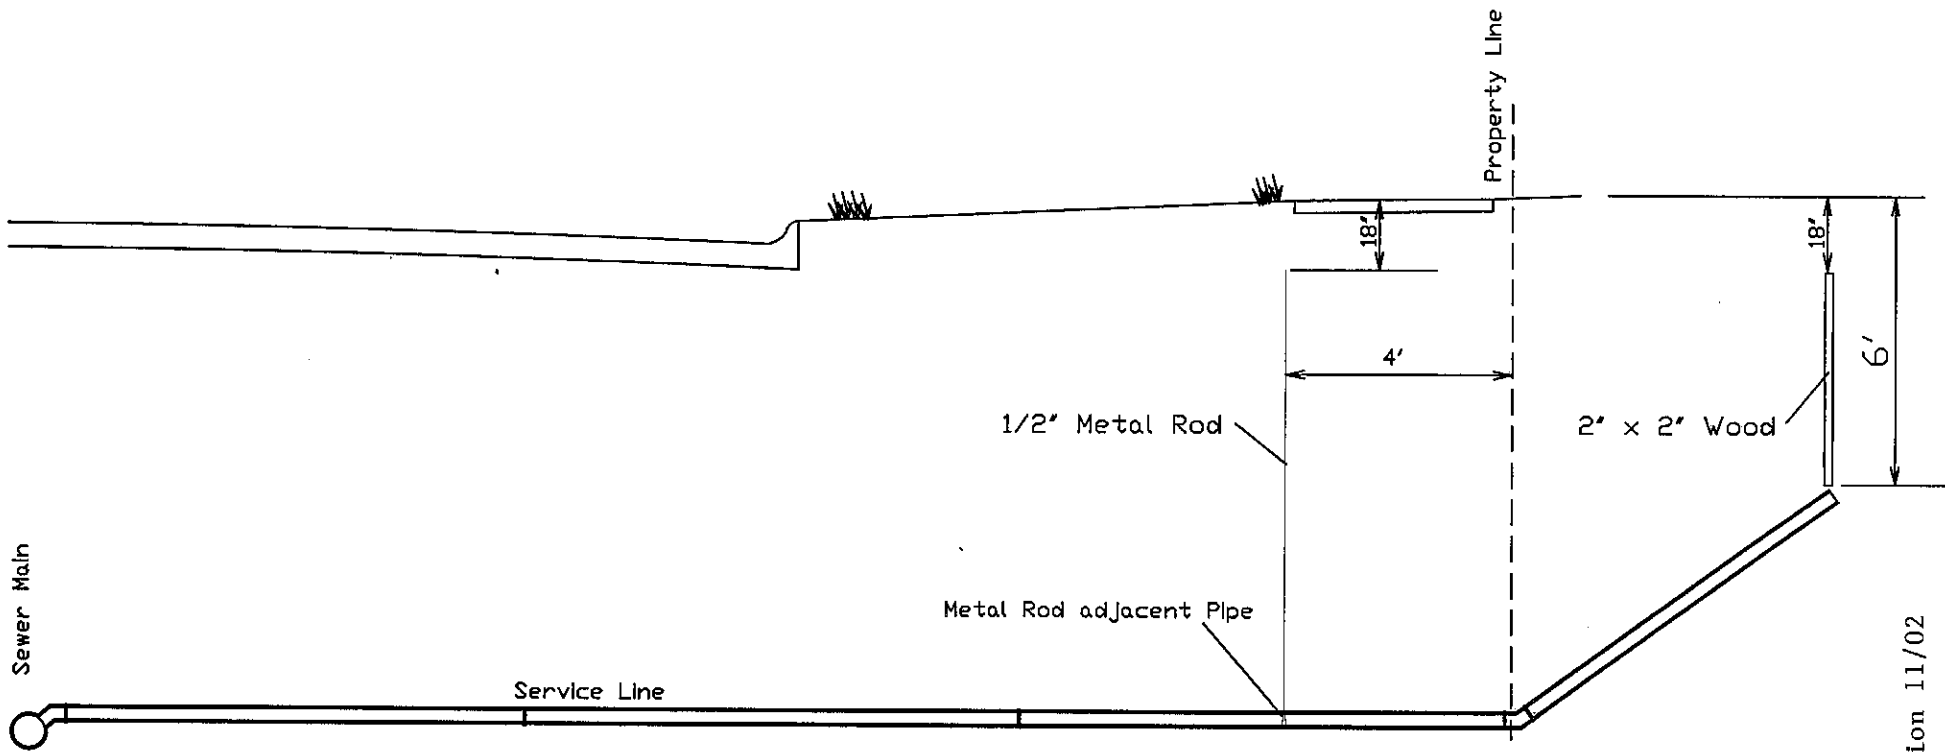 Property Line
18"
18"
4'
6'
1/2" Metal Rod
2" x 2" Wood
Sewer Main
Metal Rod adjacent Pipe
Service Line
11/02